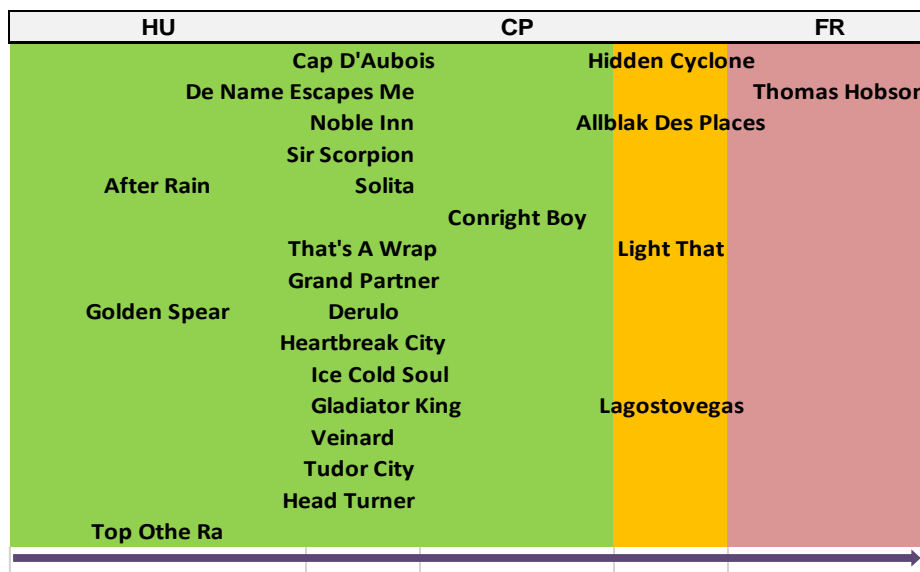 HU CP FR
Cap D'Aubois Hidden Cyclone
De Name Escapes Me Thomas Hobson
Noble Inn Allblak Des Places
Sir Scorpion
After Rain Solita
Conright Boy
That's A Wrap Light That
Grand Partner
Golden Spear Derulo
Heartbreak City
Ice Cold Soul
Gladiator King Lagostovegas
Veinard
Tudor City
Head Turner
Top Othe Ra